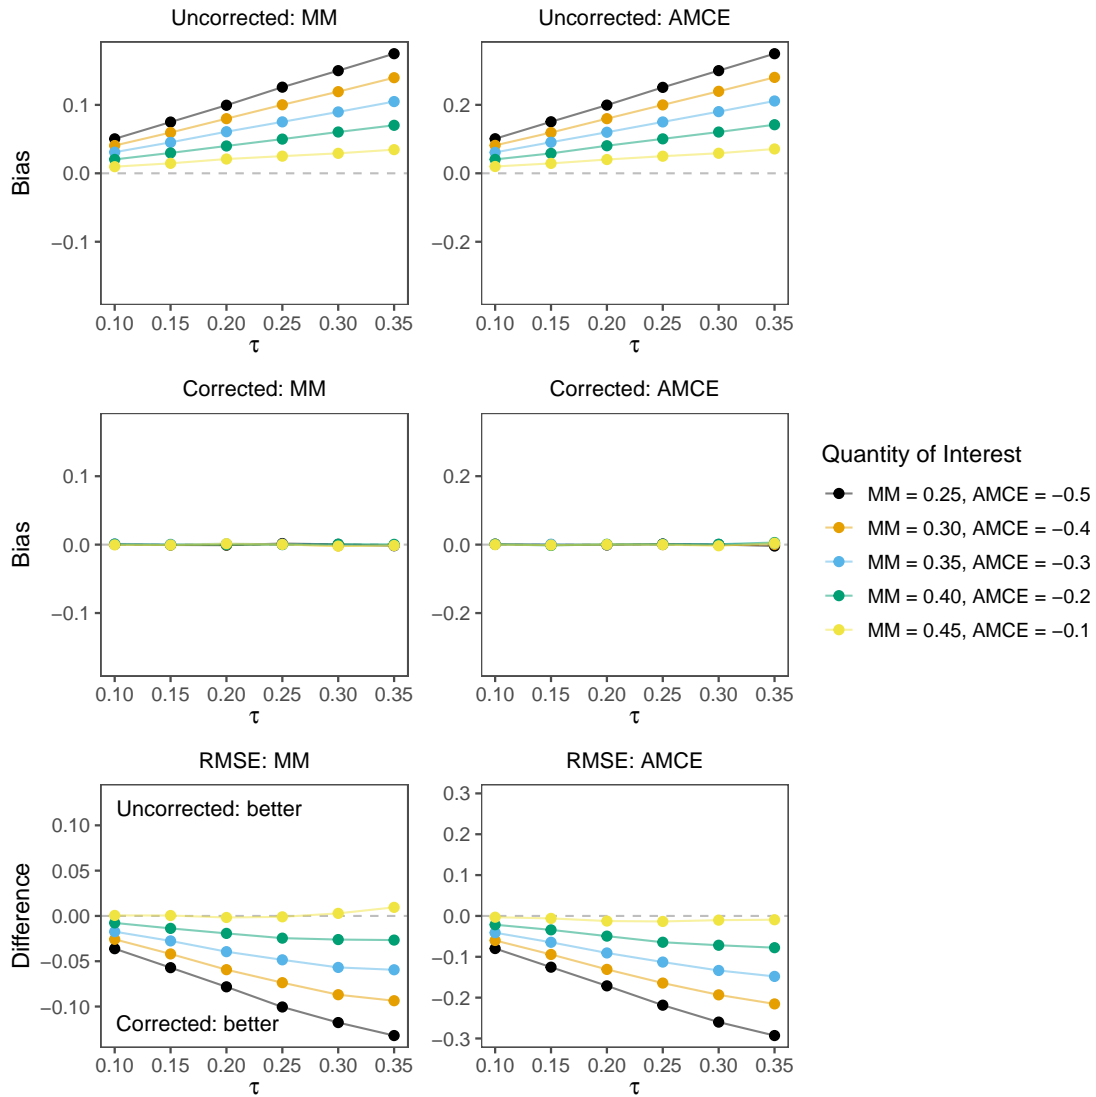 Uncorrected: MM
Uncorrected: AMCE
Bias
0.1
0.0
−0.1
0.2
0.0
−0.2
0.10 0.15 0.20 0.25 0.30 0.35
0.10 0.15 0.20 0.25 0.30 0.35
τ
τ
Corrected: MM
Corrected: AMCE
Bias
0.1
0.0
−0.1
0.2
0.0
−0.2
0.10 0.15 0.20 0.25 0.30 0.35
0.10 0.15 0.20 0.25 0.30 0.35
τ
τ
Quantity of Interest
MM = 0.25, AMCE = −0.5
MM = 0.30, AMCE = −0.4
MM = 0.35, AMCE = −0.3
MM = 0.40, AMCE = −0.2
MM = 0.45, AMCE = −0.1
RMSE: MM
RMSE: AMCE
Difference
Uncorrected: better
0.10
0.05
0.00
−0.05
−0.10
Corrected: better
0.3
0.2
0.1
0.0
−0.1
−0.2
−0.3
0.10 0.15 0.20 0.25 0.30 0.35
0.10 0.15 0.20 0.25 0.30 0.35
τ
τ